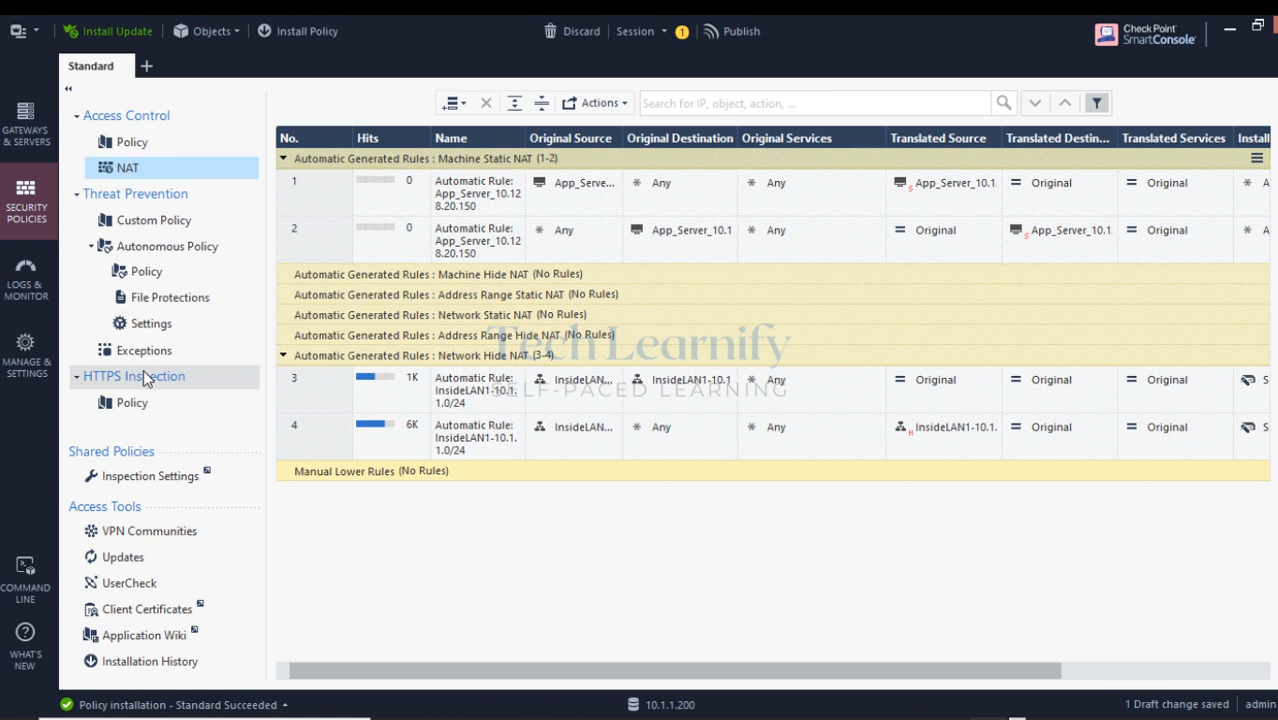 Install Update
Objects
Install Policy
Discard
Session
1
Publish
Check Point
SmartConsole
Standard
GATEWAYS
& SERVERS
SECURITY
POLICIES
LOGS &
MONITOR
MANAGE &
SETTINGS
COMMAND
LINE
WHAT'S
NEW
Access Control
Policy
NAT
Threat Prevention
Custom Policy
Autonomous Policy
Policy
File Protections
Settings
Exceptions
HTTPS Inspection
Policy
Shared Policies
Inspection Settings
Access Tools
VPN Communities
Updates
UserCheck
Client Certificates
Application Wiki
Installation History
Actions
Search for IP, object, action, ...
No. Hits Name Original Source Original Destination Original Services Translated Source Translated Destin... Translated Services Install
Automatic Generated Rules : Machine Static NAT (1-2)
1 0 Automatic Rule: App_Serve... * Any * Any App_Server_10.1. = Original = Original * A
App_Server_10.12
8.20.150
2 0 Automatic Rule: * Any App_Server_10.1 * Any = Original App_Server_10.1. = Original * A
App_Server_10.12
8.20.150
Automatic Generated Rules : Machine Hide NAT (No Rules)
Automatic Generated Rules : Address Range Static NAT (No Rules)
Automatic Generated Rules : Network Static NAT (No Rules)
Automatic Generated Rules : Address Range Hide NAT (No Rules)
Automatic Generated Rules : Network Hide NAT (3-4)
Tech Learnify
SELF-PACED LEARNING
3 1K Automatic Rule: InsideLAN... InsideLAN1-10.1 * Any = Original = Original = Original S
InsideLAN1-10.1.
1.0/24
4 6K Automatic Rule: InsideLAN... * Any * Any InsideLAN1-10.1. = Original = Original S
InsideLAN1-10.1.
1.0/24
Manual Lower Rules (No Rules)
Policy installation - Standard Succeeded
10.1.1.200
1 Draft change saved
admin